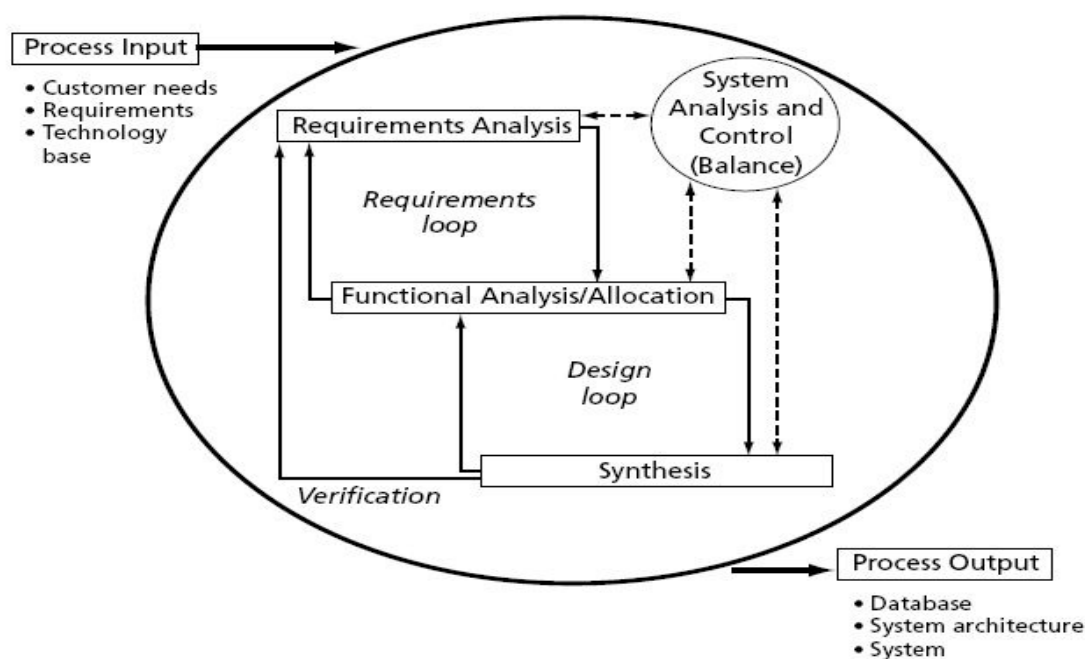 Process Input
• Customer needs
• Requirements
• Technology
base
System
Analysis and
Control
(Balance)
Requirements Analysis
Requirements
loop
Functional Analysis/Allocation
Design
loop
Synthesis
Verification
Process Output
• Database
• System architecture
• System